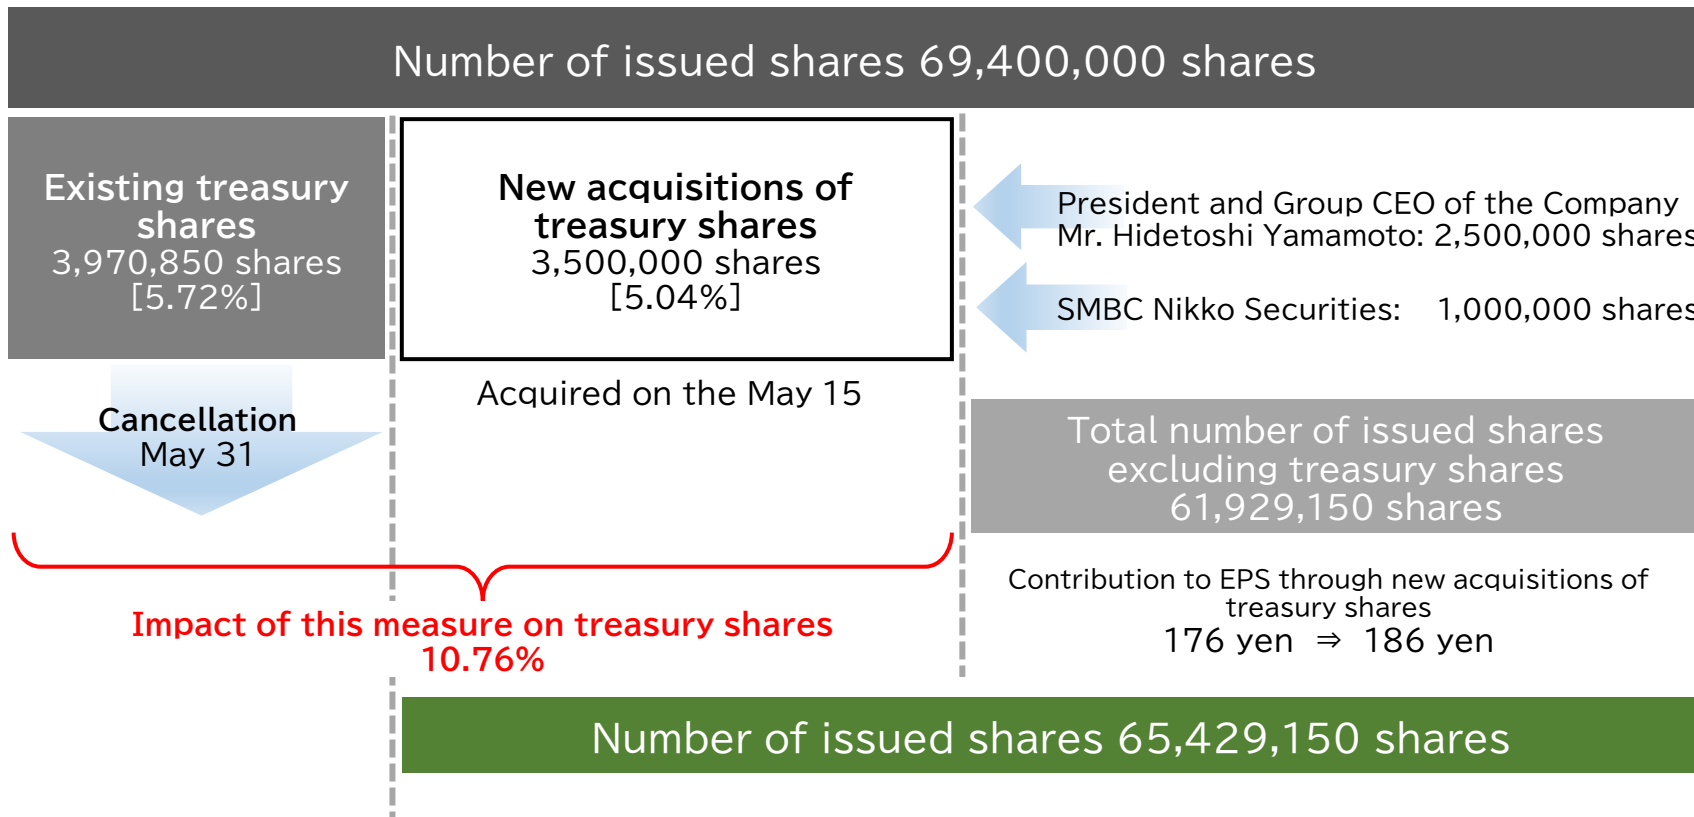 Number of issued shares 69,400,000 shares
Existing treasury
shares
3,970,850 shares
[5.72%]
New acquisitions of
treasury shares
3,500,000 shares
[5.04%]
President and Group CEO of the Company
Mr. Hidetoshi Yamamoto: 2,500,000 shares
SMBC Nikko Securities: 1,000,000 shares
Cancellation
May 31
Acquired on the May 15
Total number of issued shares
excluding treasury shares
61,929,150 shares
Impact of this measure on treasury shares
10.76%
Contribution to EPS through new acquisitions of
treasury shares
176 yen ⇒ 186 yen
Number of issued shares 65,429,150 shares